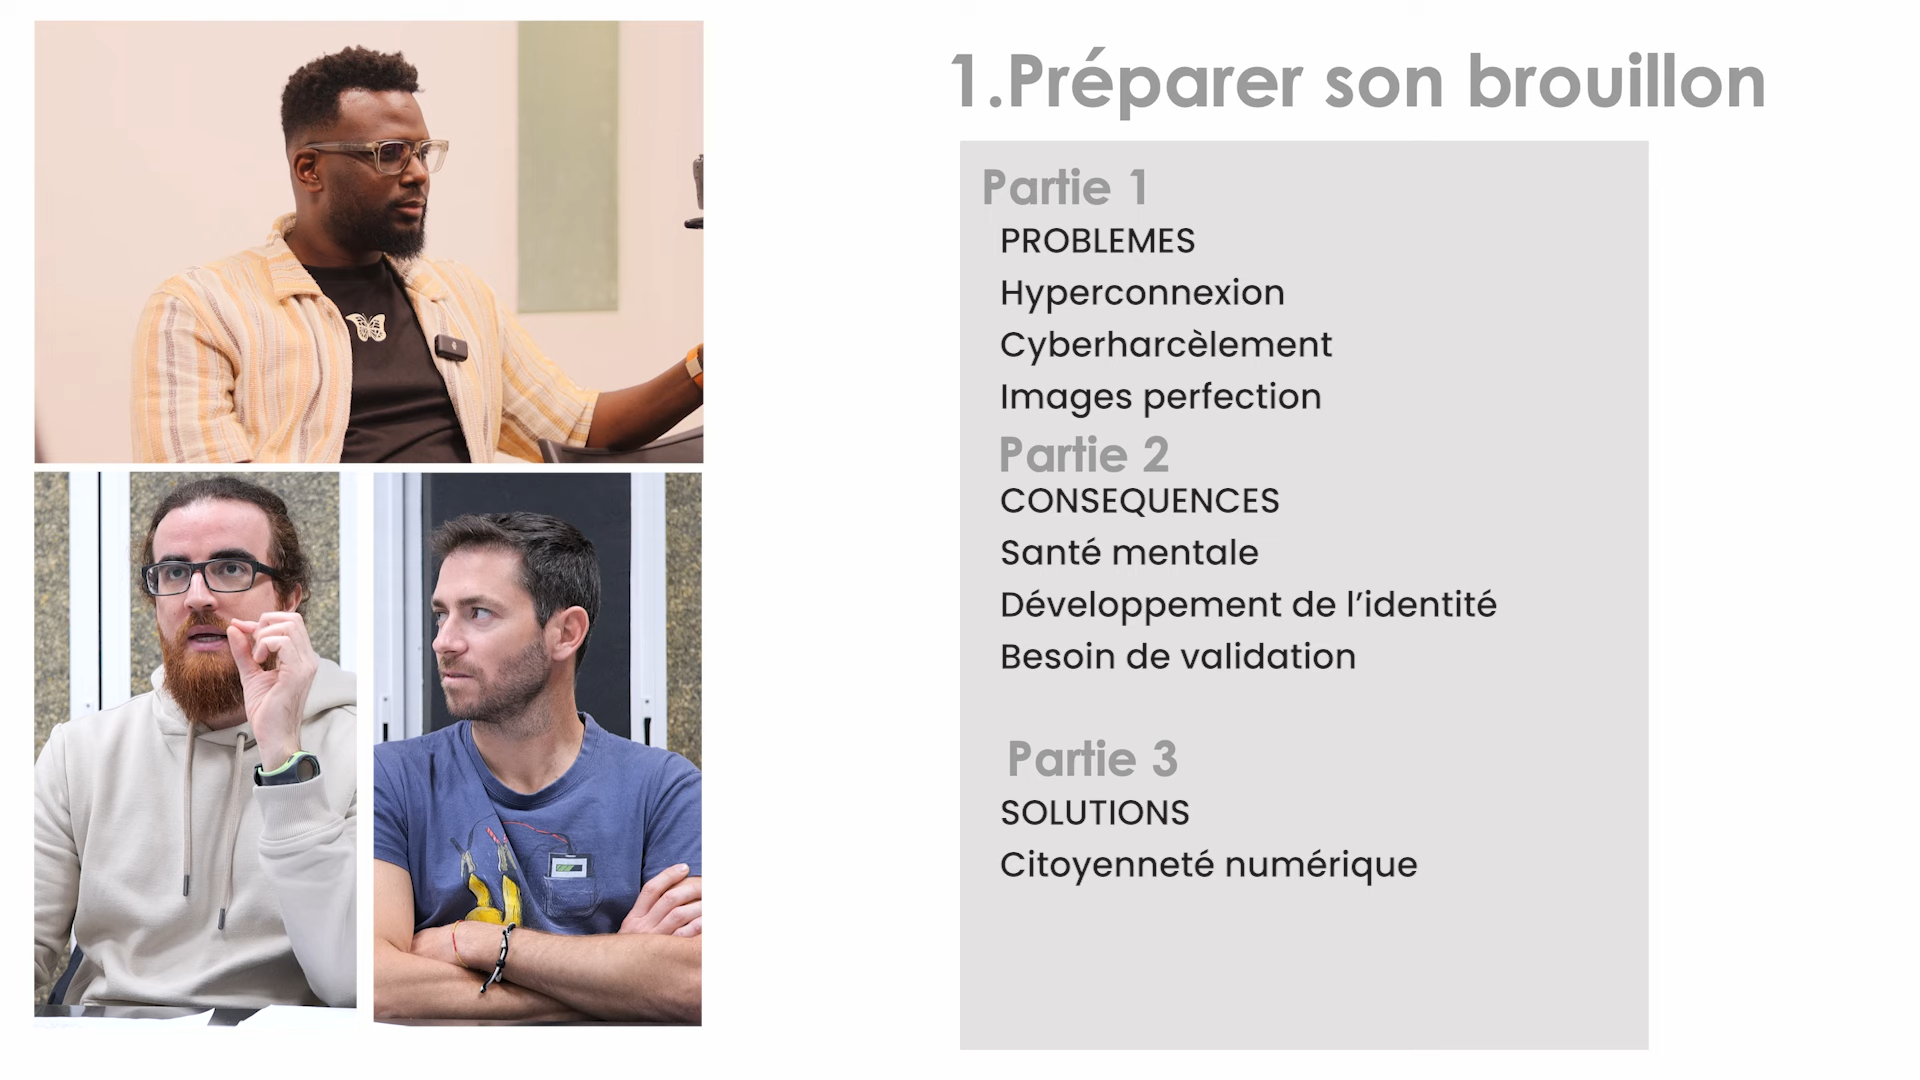 1.Préparer son brouillon
Partie 1
PROBLEMES
Hyperconnexion
Cyberharcèlement
Images perfection
Partie 2
CONSEQUENCES
Santé mentale
Développement de l’identité
Besoin de validation
Partie 3
SOLUTIONS
Citoyenneté numérique